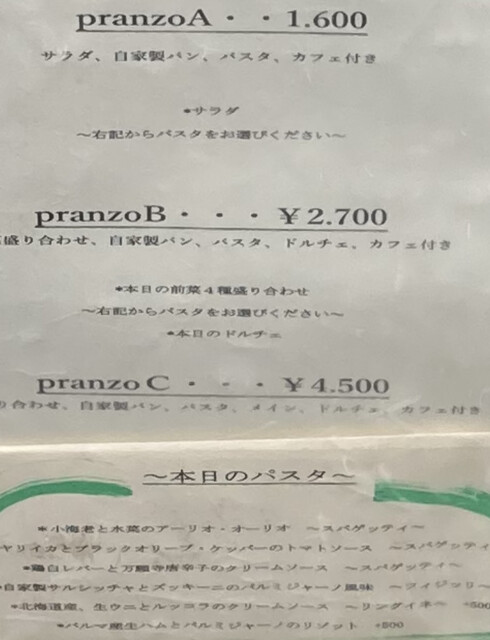 pranzoA・・1.600
サラダ、自家製パン、パスタ、カフェ付き
*サラダ
～右記からパスタをお選びください～
pranzoB・・・¥2.700
盛り合わせ、自家製パン、パスタ、ドルチェ、カフェ付き
*本日の前菜4種盛り合わせ
～右記からパスタをお選びください～
*本日のドルチェ
pranzo C・・・¥4.500
り合わせ、自家製パン、パスタ、メイン、ドルチェ、カフェ付き
～本日のパスタ～
*小海老と水菜のアーリオ・オーリオ ～スパゲッティ～
ヤリイカとブラックオリーブ・ケッパーのトマトソース ～スパゲッティ
*鶏白レバーと万願寺唐辛子のクリームソース ～スパゲッティ～
*自家製サルシッチャとズッキーニのパルミジャーノ風味 ～フィジッリ～
*北海道産、生ウニとルッコラのクリームソース ～リングイネ～ +500
*パルマ産生ハムとパルミジャーノのリゾット +500